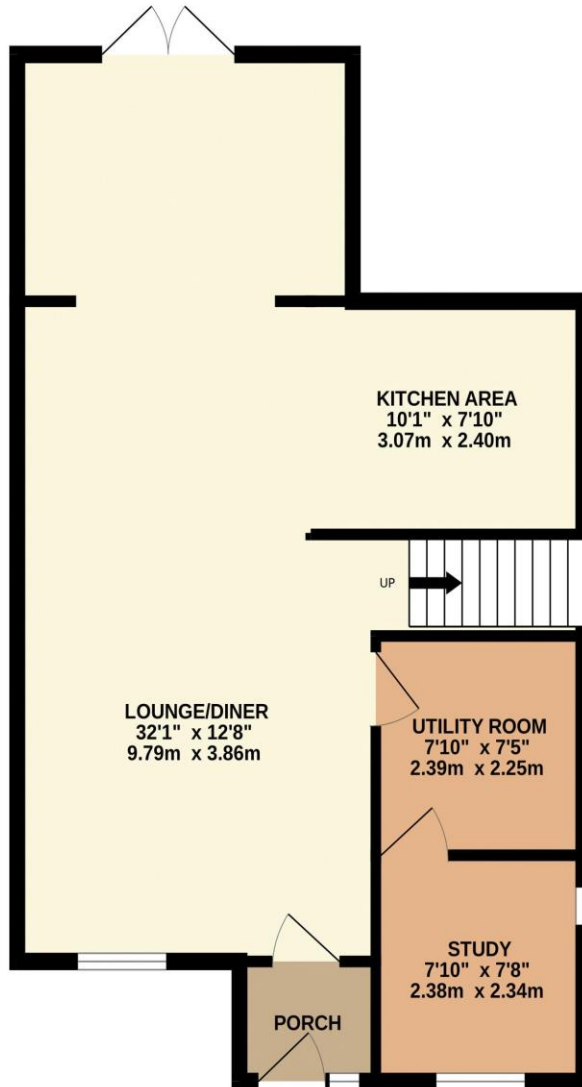 KITCHEN AREA
10'1" x 7'10"
3.07m x 2.40m
UP
LOUNGE/DINER
32'1" x 12'8"
9.79m x 3.86m
UTILITY ROOM
7'10" x 7'5"
2.39m x 2.25m
STUDY
7'10" x 7'8"
2.38m x 2.34m
PORCH